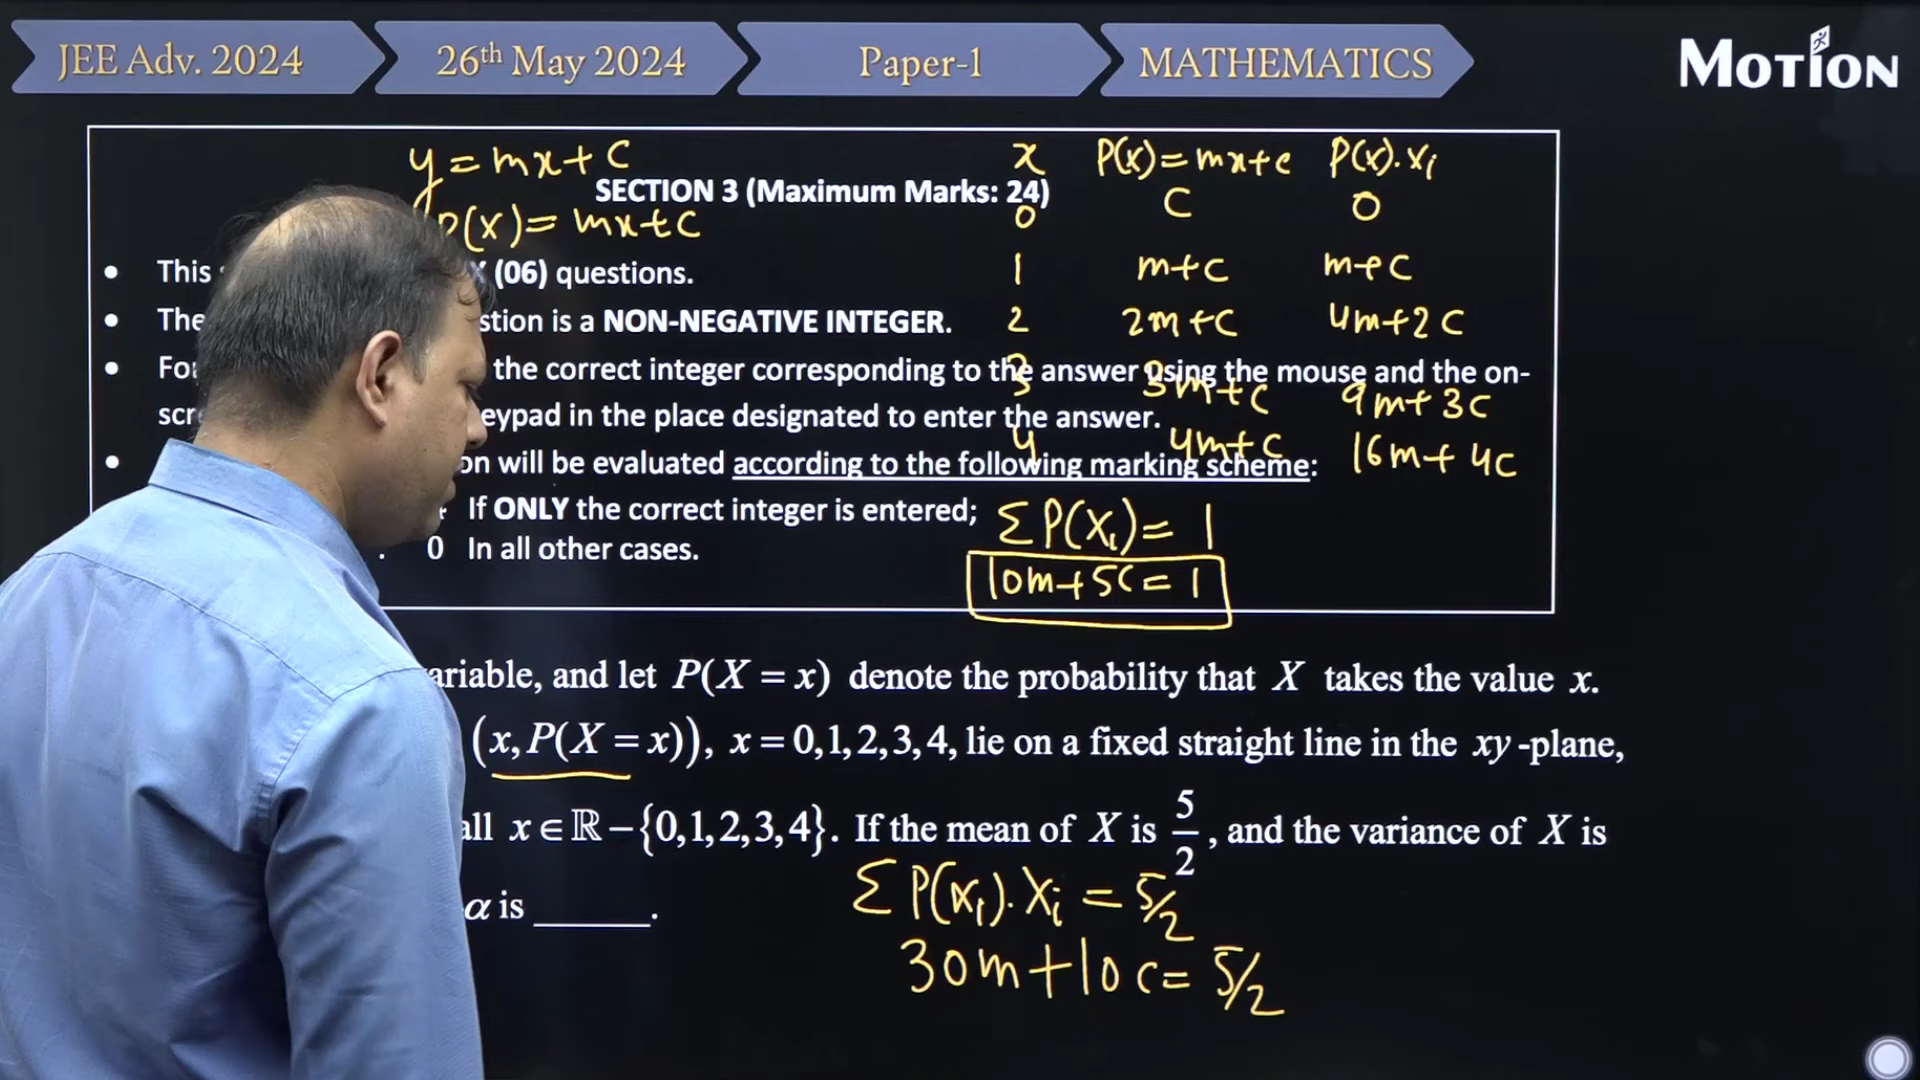 JEE Adv. 2024 26th May 2024 Paper-1 MATHEMATICS MOTION
y = mx + C
x P(x) = mx + c P(x).xi
SECTION 3 (Maximum Marks: 24)
(x) = mx + C
0 C 0
This (06) questions.
1 m + C m + C
The stion is a NON-NEGATIVE INTEGER.
2 2m + C 4m + 2C
the correct integer corresponding to the answer using the mouse and the on-
3 3m + C 9m + 3C
scr eypad in the place designated to enter the answer.
4 4m + C 16m + 4C
on will be evaluated according to the following marking scheme:
If ONLY the correct integer is entered;
Σ P(Xi) = 1
0 In all other cases.
10m + 5C = 1
ariable, and let P(X = x) denote the probability that X takes the value x.
(x, P(X = x)), x = 0,1,2,3,4, lie on a fixed straight line in the xy-plane,
all x ∈ ℝ − {0,1,2,3,4}. If the mean of X is 5/2, and the variance of X is
α is ______.
Σ P(Xi).Xi = 5/2
30m + 10C = 5/2